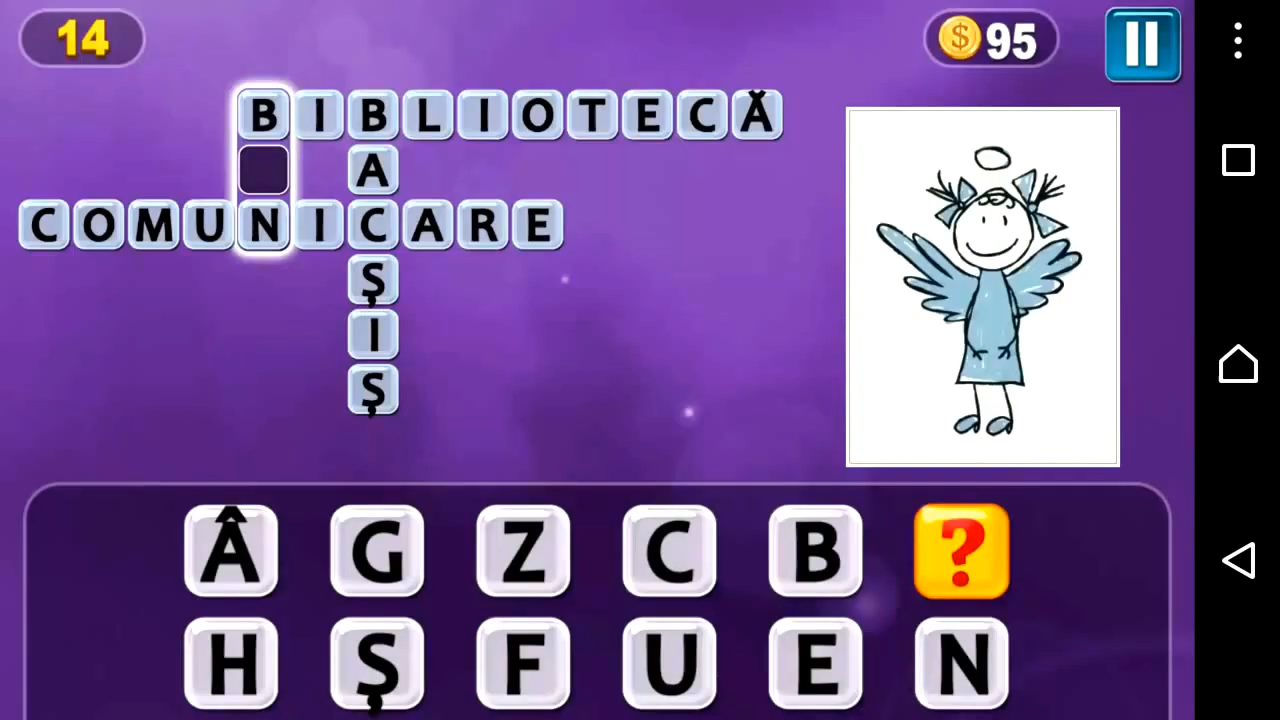 14
95
BIBLIOTECĂ
A
COMUNICARE
Ş
I
Ş
Â G Z C B ?
H Ş F U E N